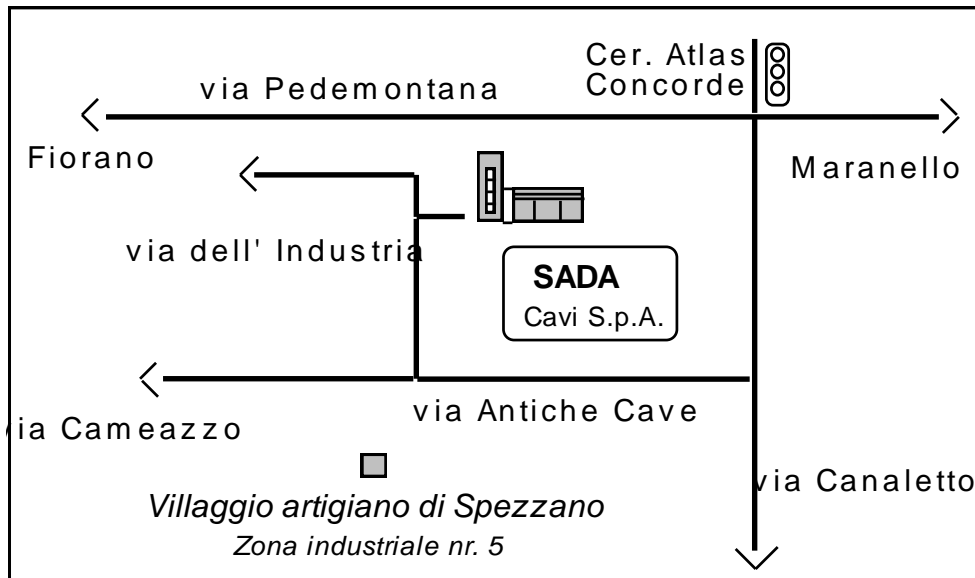 Cer. Atlas
Concorde
via Pedemontana
Fiorano
Maranello
via dell' Industria
SADA
Cavi S.p.A.
via Antiche Cave
ia Cameazzo
via Canaletto
Villaggio artigiano di Spezzano
Zona industriale nr. 5